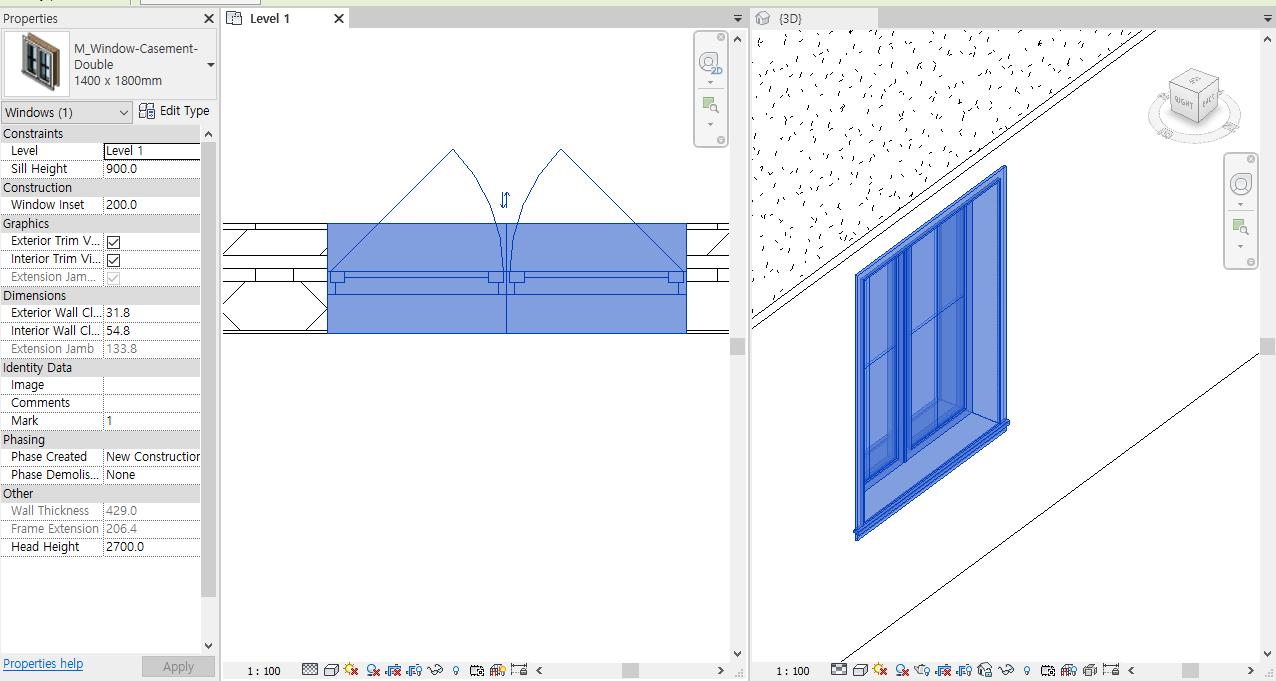 Properties
M_Window-Casement-
Double
1400 x 1800mm
Windows (1)
Edit Type
Constraints
Level Level 1
Sill Height 900.0
Construction
Window Inset 200.0
Graphics
Exterior Trim V...
Interior Trim Vi...
Extension Jam...
Dimensions
Exterior Wall Cl... 31.8
Interior Wall Cl... 54.8
Extension Jamb 133.8
Identity Data
Image
Comments
Mark 1
Phasing
Phase Created New Construction
Phase Demolis... None
Other
Wall Thickness 429.0
Frame Extension 206.4
Head Height 2700.0
Properties help
Apply
Level 1
2D
1 : 100
{3D}
RIGHT
1 : 100